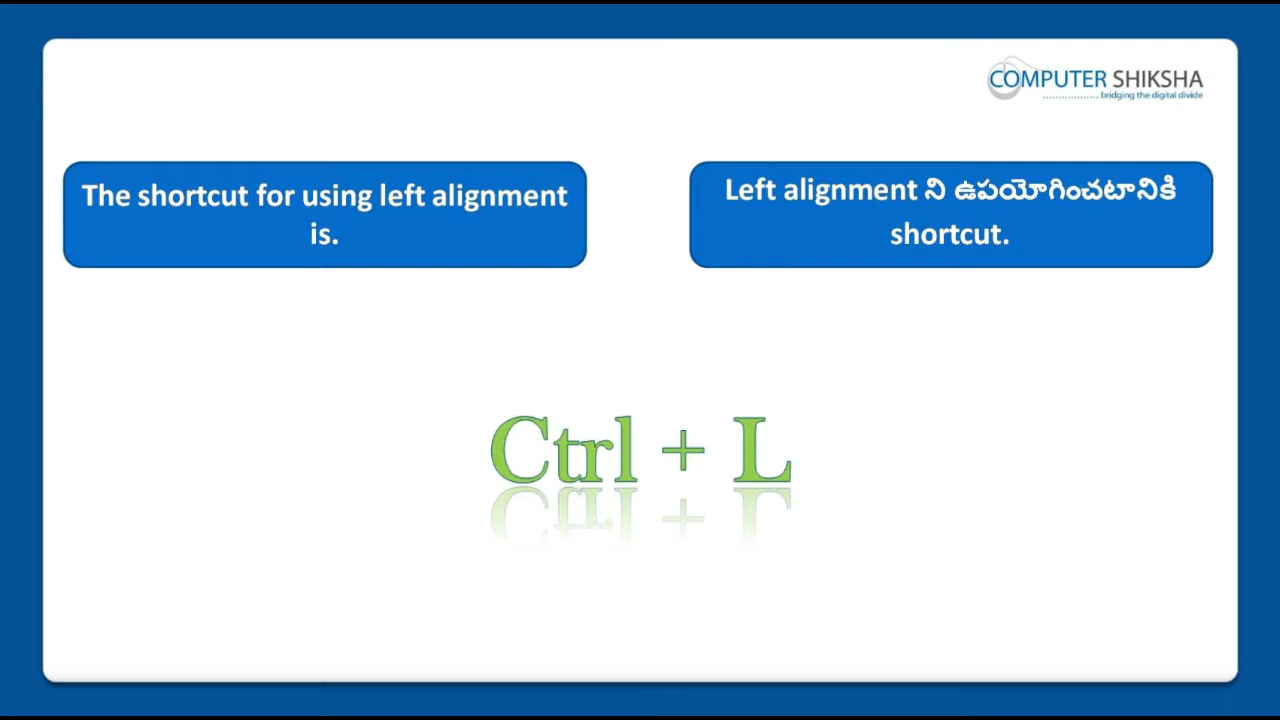 COMPUTER SHIKSHA
bridging the digital divide
The shortcut for using left alignment
is.
Left alignment ని ఉపయోగించటానికి
shortcut.
Ctrl + L